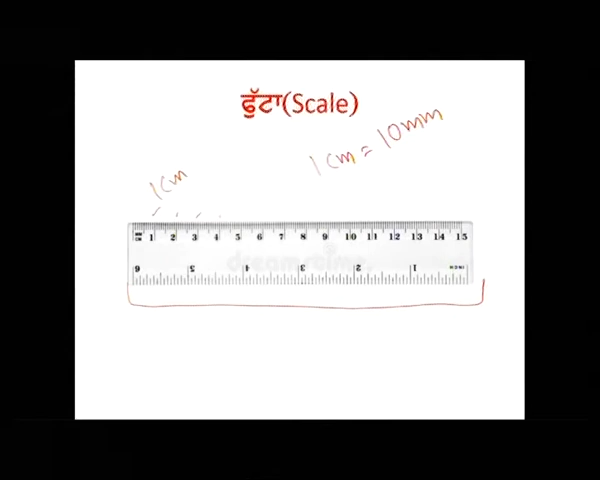 ਫੁੱਟਾ(Scale)
1cm = 10mm
1cm
1 2 3 4 5 6 7 8 9 10 11 12 13 14 15
dreamstime
6 5 4 3 2 1